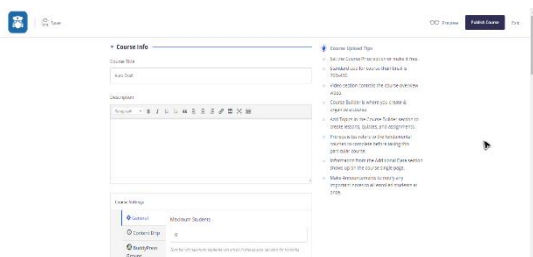 Save
Preview
Publish Course
Exit
Course Info
Course Title
Description
Paragraph
B I
Course Settings
General
Maximum Students
0
Content Drip
BuddyPress
Groups
Course Upload Tips
Set the Course Price option or make it free.
Standard size for course thumbnail is
700x430.
Video section controls the course overview
video.
Course Builder is where you create &
organize a course.
Add Topics in the Course Builder section to
create lessons, quizzes, and assignments.
Prerequisites refers to the fundamental
courses to complete before taking this
particular course.
Information from the Additional Data section
shows up on the course single page.
Make Announcements to notify any
important notes to all enrolled students at
once.